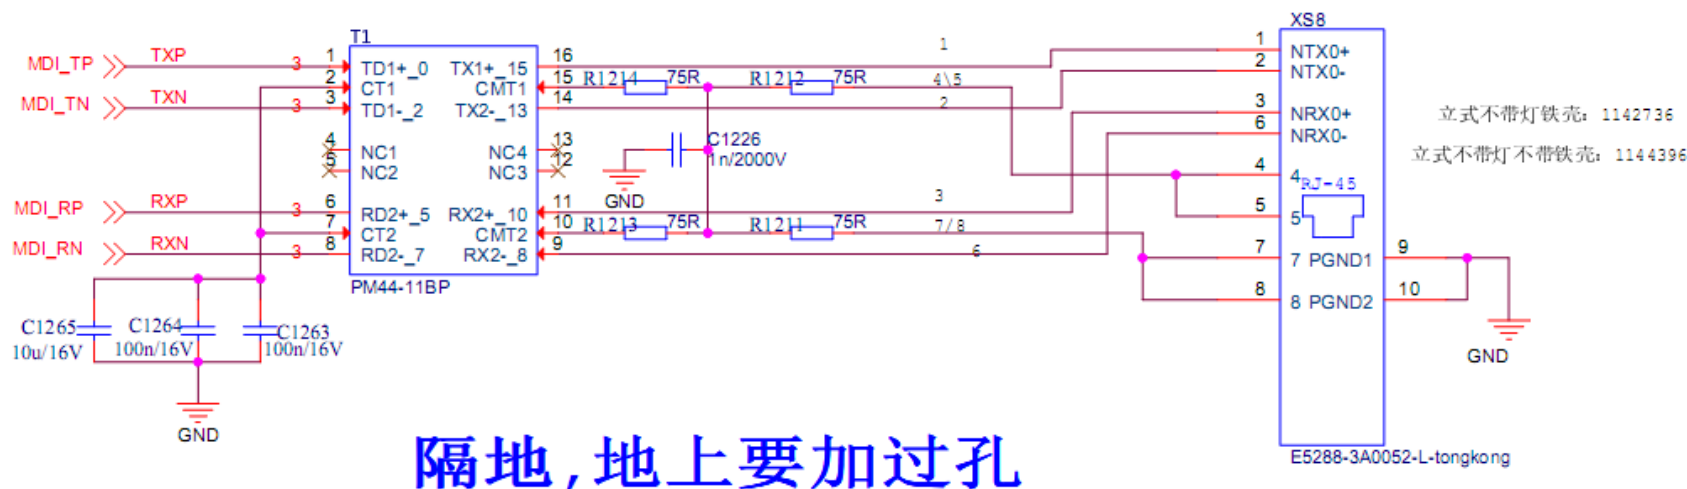 XS8
T1
MDI_TP TXP 3 1 TD1+_0 TX1+_15 16 1 1 NTX0+
2 CT1 CMT1 15 R1214 75R R1212 75R 4\5 2 NTX0-
MDI_TN TXN 3 3 TD1-_2 TX2-_13 14 2 3 NRX0+
6 NRX0-
立式不带灯铁壳：1142736
4 NC1 NC4 13 C1226
5 NC2 NC3 12 1n/2000V
立式不带灯不带铁壳：1144396
GND
4 4
RJ-45
MDI_RP RXP 3 6 RD2+_5 RX2+_10 11 3 5 5
7 CT2 CMT2 10 R1213 75R R1211 75R 7/8
MDI_RN RXN 3 8 RD2-_7 RX2-_8 9 6 7 7 PGND1 9
PM44-11BP
8 8 PGND2 10
C1265 C1264 C1263
10u/16V 100n/16V 100n/16V
GND
GND
隔地,地上要加过孔
E5288-3A0052-L-tongkong